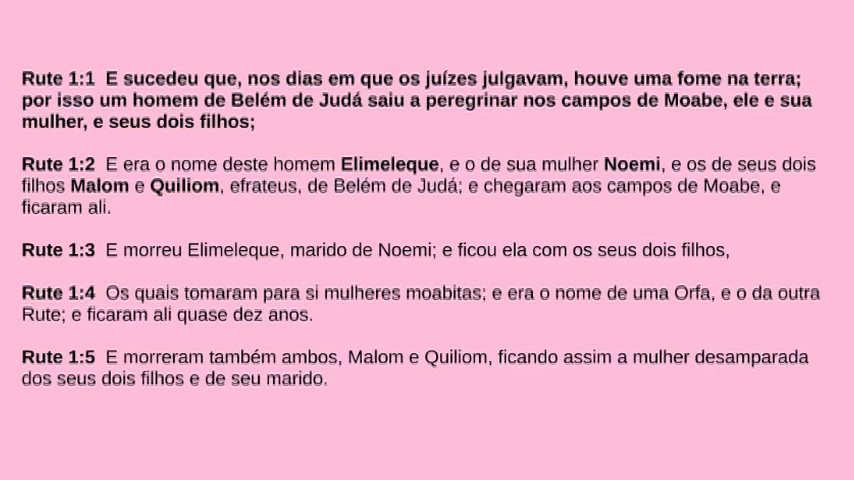 Rute 1:1 E sucedeu que, nos dias em que os juízes julgavam, houve uma fome na terra;
por isso um homem de Belém de Judá saiu a peregrinar nos campos de Moabe, ele e sua
mulher, e seus dois filhos;
Rute 1:2 E era o nome deste homem Elimeleque, e o de sua mulher Noemi, e os de seus dois
filhos Malom e Quiliom, efrateus, de Belém de Judá; e chegaram aos campos de Moabe, e
ficaram ali.
Rute 1:3 E morreu Elimeleque, marido de Noemi; e ficou ela com os seus dois filhos,
Rute 1:4 Os quais tomaram para si mulheres moabitas; e era o nome de uma Orfa, e o da outra
Rute; e ficaram ali quase dez anos.
Rute 1:5 E morreram também ambos, Malom e Quiliom, ficando assim a mulher desamparada
dos seus dois filhos e de seu marido.